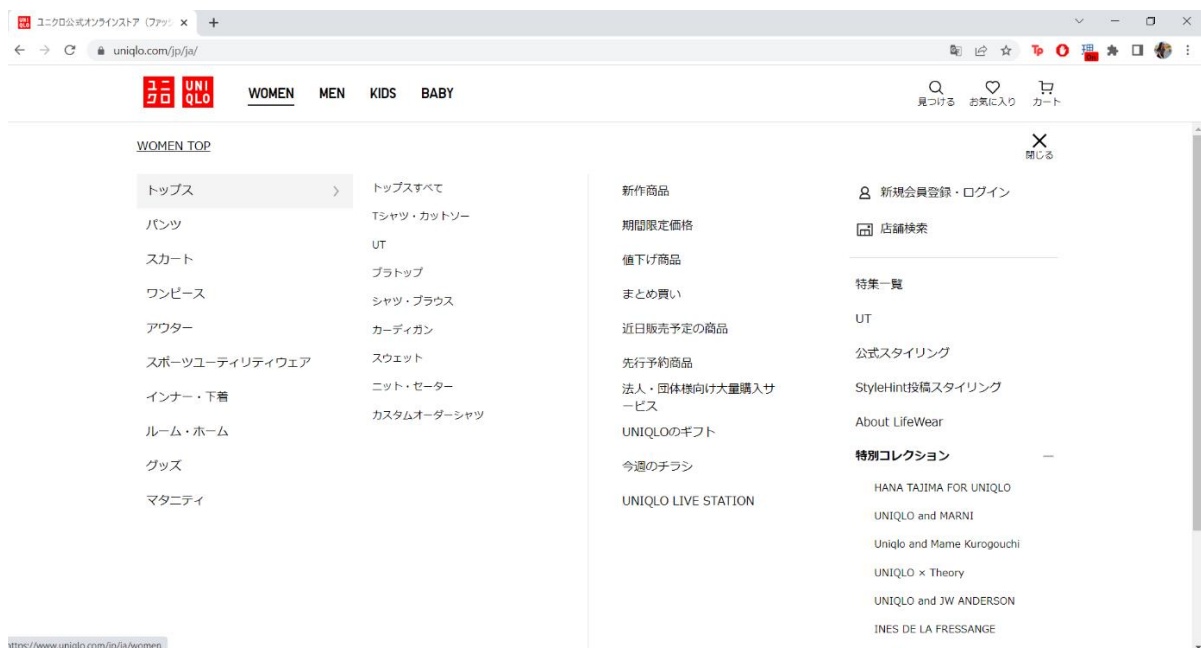 ユニクロ公式オンラインストア（ファッシ
uniqlo.com/jp/ja/
ユニクロ
UNIQLO
WOMEN MEN KIDS BABY
見つける お気に入り カート
WOMEN TOP
閉じる
トップス
パンツ
スカート
ワンピース
アウター
スポーツユーティリティウェア
インナー・下着
ルーム・ホーム
グッズ
マタニティ
トップスすべて
Tシャツ・カットソー
UT
ブラトップ
シャツ・ブラウス
カーディガン
スウェット
ニット・セーター
カスタムオーダーシャツ
新作商品
期間限定価格
値下げ商品
まとめ買い
近日販売予定の商品
先行予約商品
法人・団体様向け大量購入サ
ービス
UNIQLOのギフト
今週のチラシ
UNIQLO LIVE STATION
新規会員登録・ログイン
店舗検索
特集一覧
UT
公式スタイリング
StyleHint投稿スタイリング
About LifeWear
特別コレクション
HANA TAJIMA FOR UNIQLO
UNIQLO and MARNI
Uniqlo and Mame Kurogouchi
UNIQLO × Theory
UNIQLO and JW ANDERSON
INES DE LA FRESSANGE
https://www.uniqlo.com/jp/ja/women